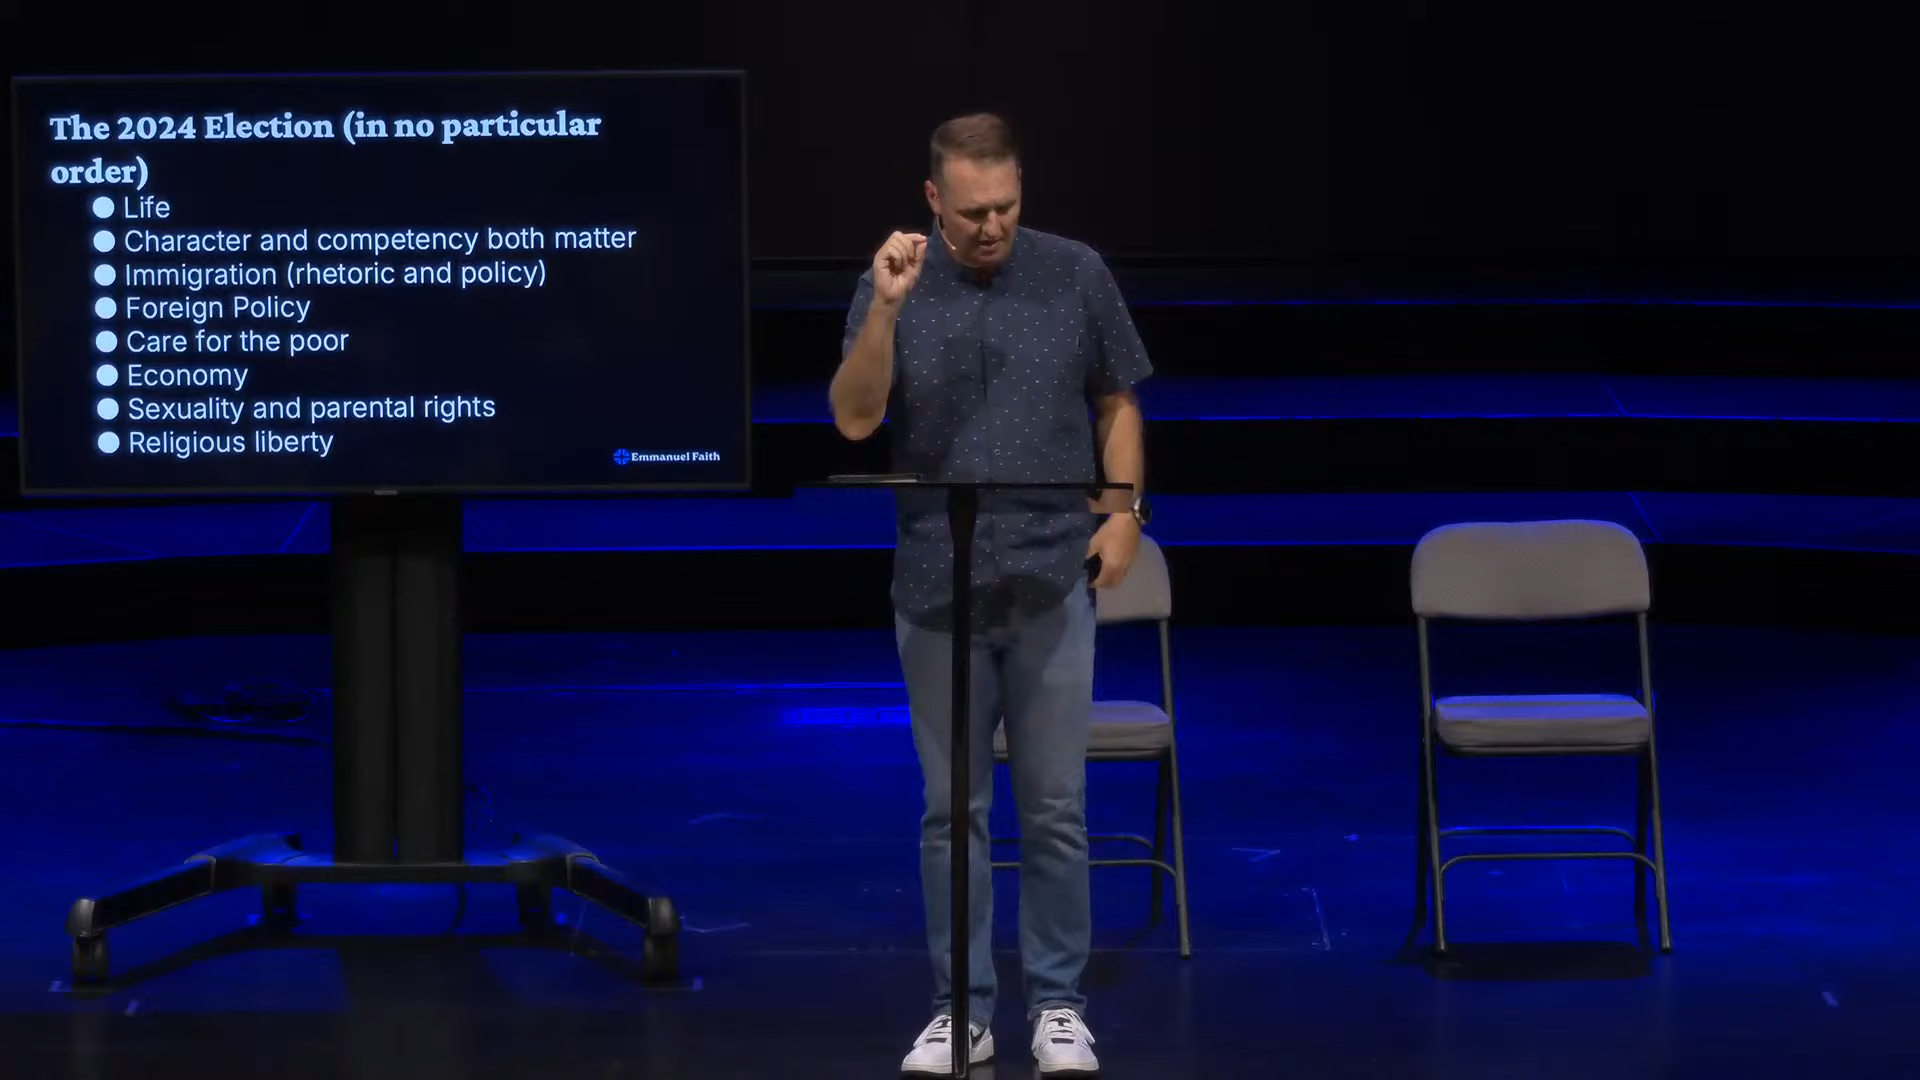 The 2024 Election (in no particular
order)
● Life
● Character and competency both matter
● Immigration (rhetoric and policy)
● Foreign Policy
● Care for the poor
● Economy
● Sexuality and parental rights
● Religious liberty
Emmanuel Faith